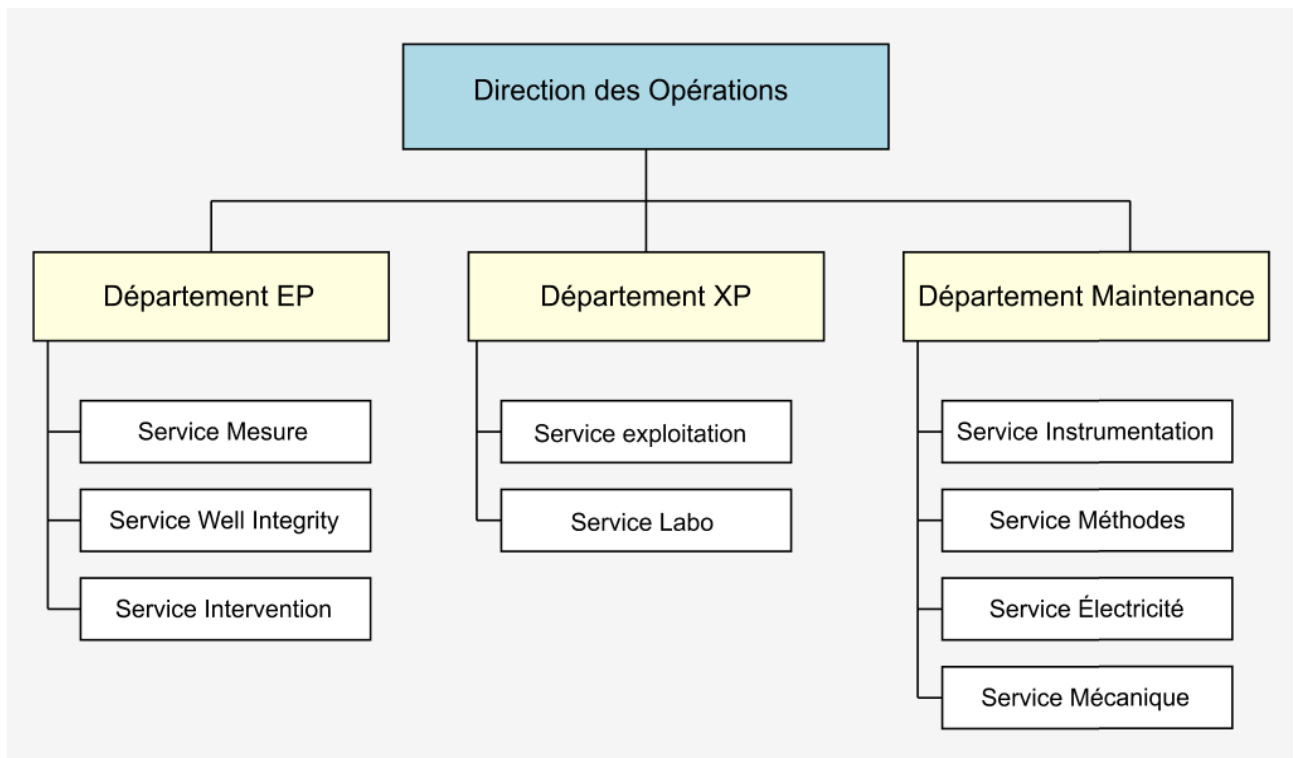 Direction des Opérations
Département EP
Département XP
Département Maintenance
Service Mesure
Service Well Integrity
Service Intervention
Service exploitation
Service Labo
Service Instrumentation
Service Méthodes
Service Électricité
Service Mécanique